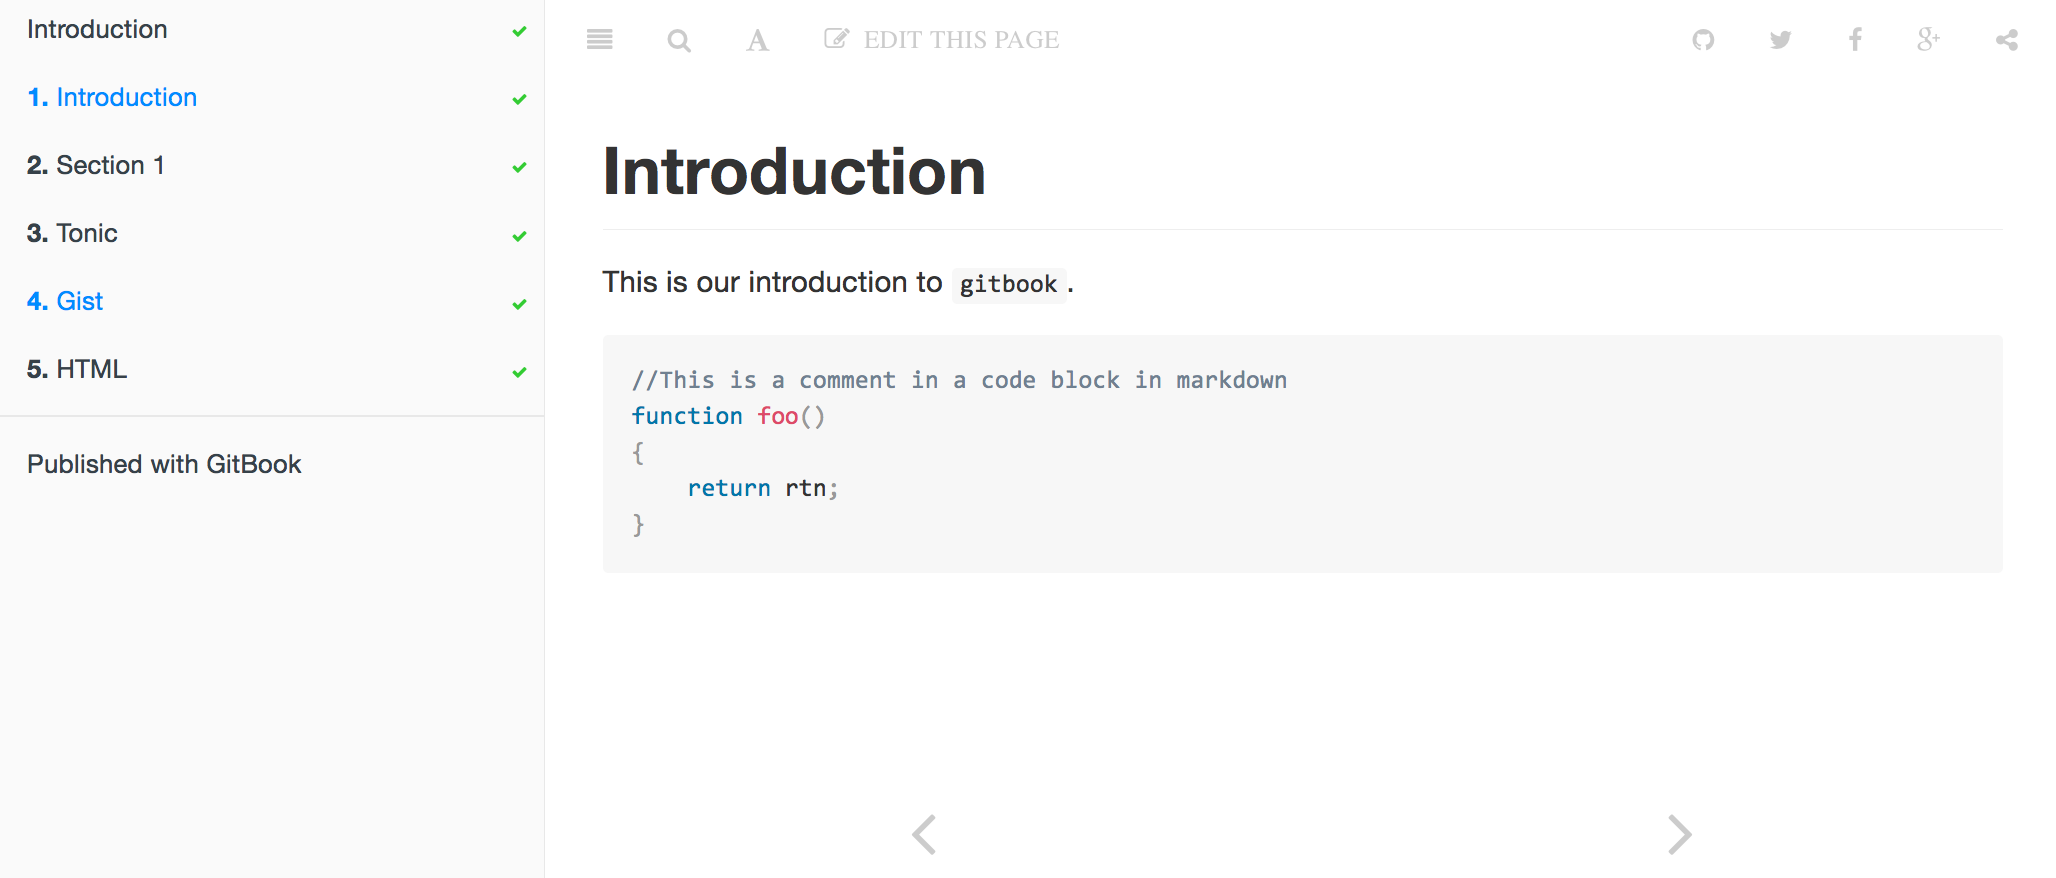 Introduction
1. Introduction
2. Section 1
3. Tonic
4. Gist
5. HTML
Published with GitBook
EDIT THIS PAGE
Introduction
This is our introduction to gitbook.
//This is a comment in a code block in markdown
function foo()
{
    return rtn;
}